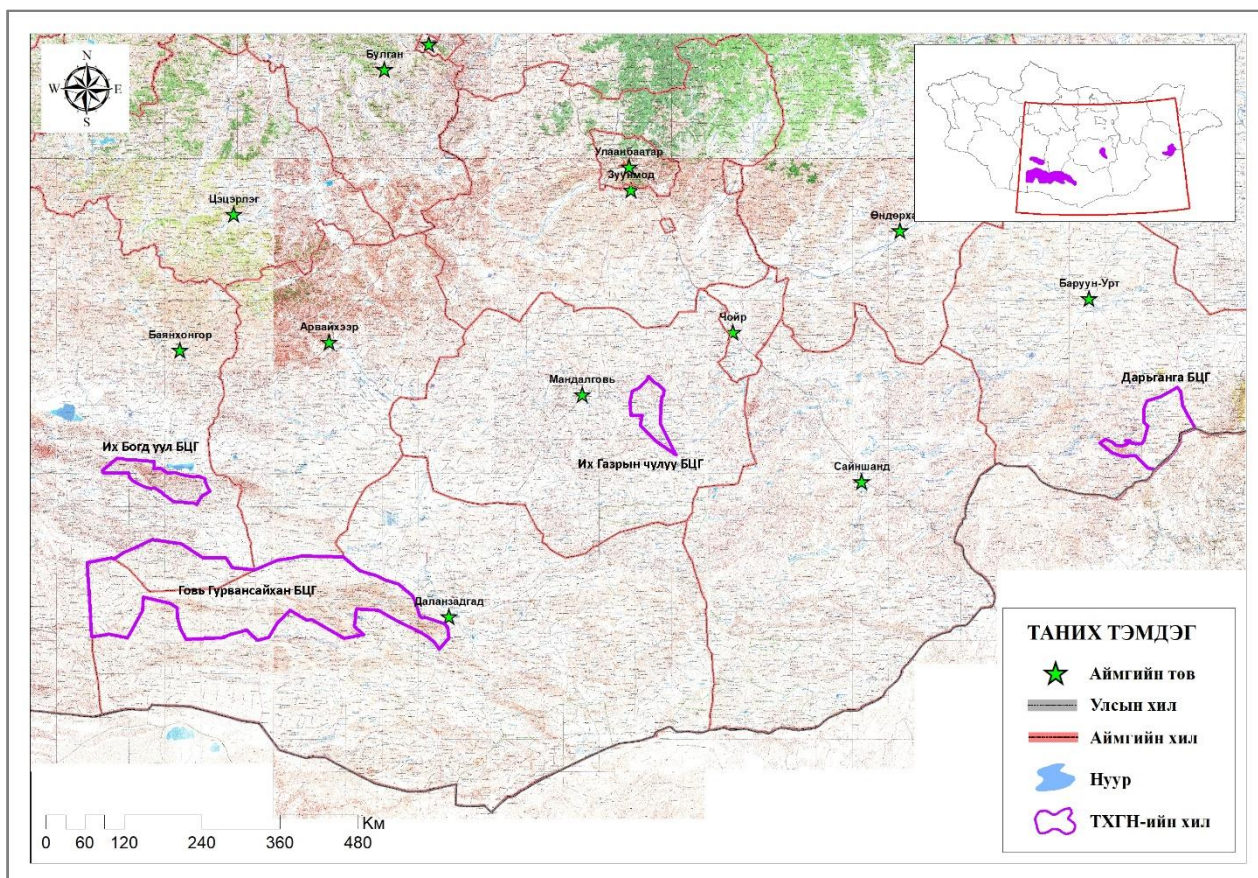 N
W E
S
Булган
Улаанбаатар
Зуунмод
Цэцэрлэг
Өндөрха
Баруун-Урт
Баянхонгор
Арвайхээр
Чойр
Мандалговь
Дарьганга БЦГ
Их Богд уул БЦГ
Их Газрын чулуу БЦГ
Сайншанд
Говь Гурвансайхан БЦГ
Даланзадгад
ТАНИХ ТЭМДЭГ
Аймгийн төв
Улсын хил
Аймгийн хил
Нуур
ТХГН-ийн хил
Км
0 60 120 240 360 480